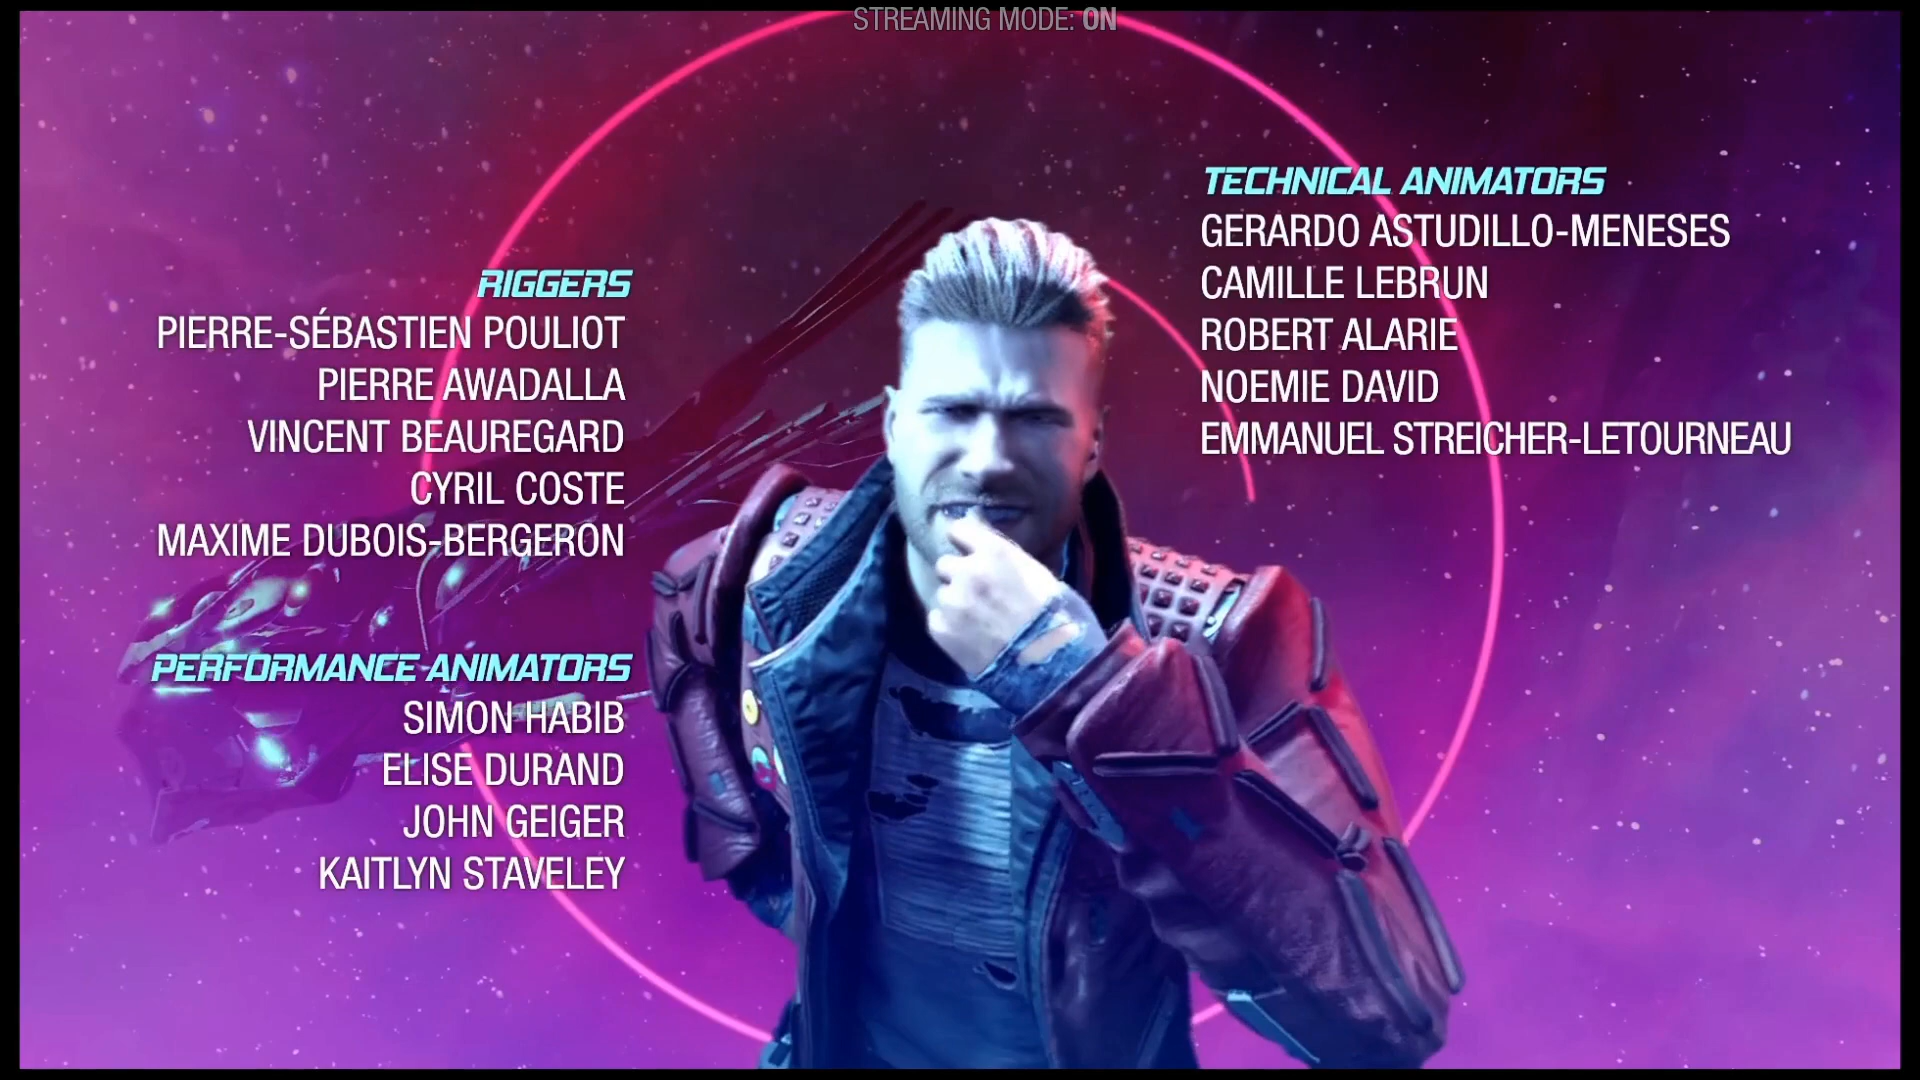 STREAMING MODE: ON
RIGGERS
PIERRE-SÉBASTIEN POULIOT
PIERRE AWADALLA
VINCENT BEAUREGARD
CYRIL COSTE
MAXIME DUBOIS-BERGERON
PERFORMANCE ANIMATORS
SIMON HABIB
ELISE DURAND
JOHN GEIGER
KAITLYN STAVELEY
TECHNICAL ANIMATORS
GERARDO ASTUDILLO-MENESES
CAMILLE LEBRUN
ROBERT ALARIE
NOEMIE DAVID
EMMANUEL STREICHER-LETOURNEAU